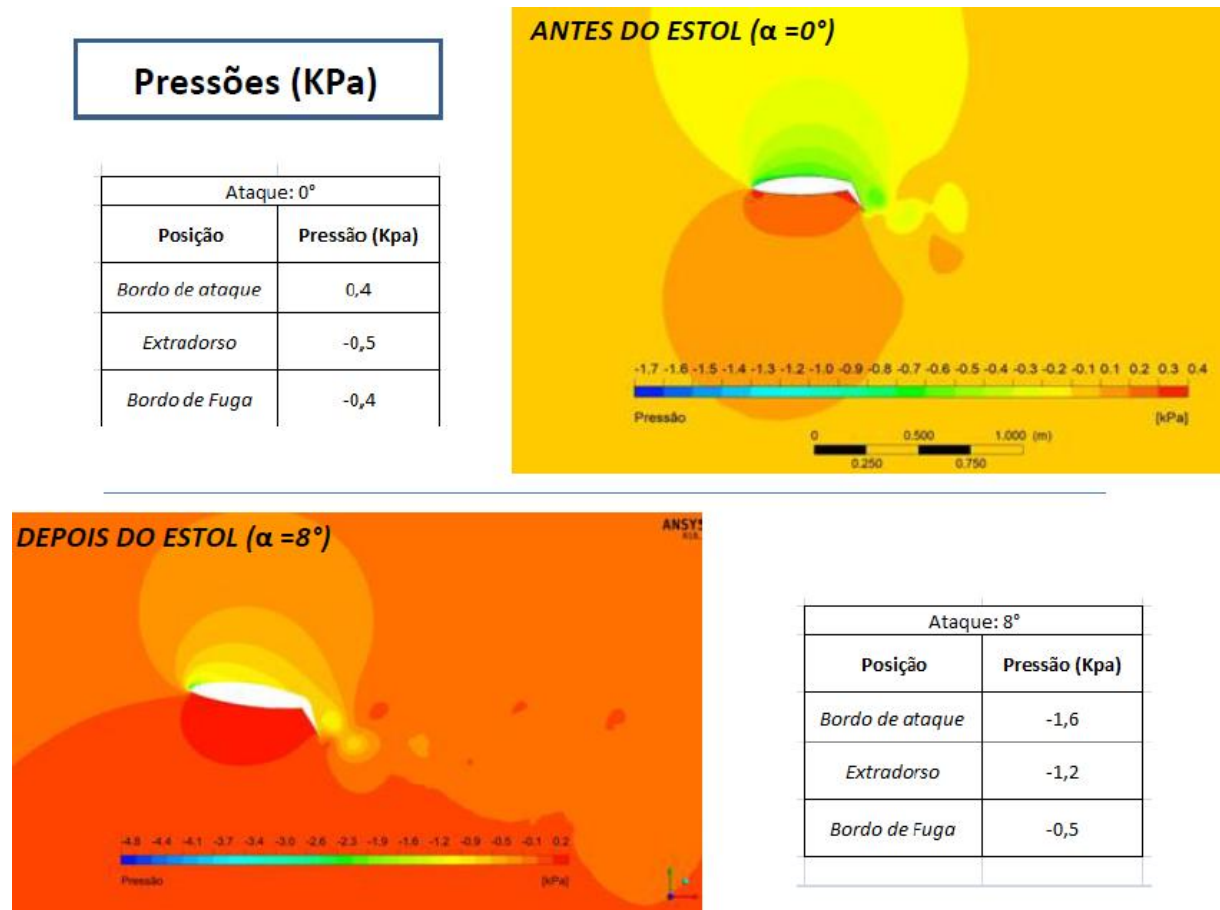 Pressões (KPa)
Ataque: 0°
Posição Pressão (Kpa)
Bordo de ataque 0,4
Extradorso -0,5
Bordo de Fuga -0,4
ANTES DO ESTOL (α =0°)
-1.7 -1.6 -1.5 -1.4 -1.3 -1.2 -1.0 -0.9 -0.8 -0.7 -0.6 -0.5 -0.4 -0.3 -0.2 -0.1 0.1 0.2 0.3 0.4
Pressão [kPa]
0 0.500 1.000 (m)
0.250 0.750
DEPOIS DO ESTOL (α =8°)
ANSYS
-4.8 -4.4 -4.1 -3.7 -3.4 -3.0 -2.6 -2.3 -1.9 -1.6 -1.2 -0.9 -0.5 -0.1 0.2
Pressão [kPa]
Ataque: 8°
Posição Pressão (Kpa)
Bordo de ataque -1,6
Extradorso -1,2
Bordo de Fuga -0,5